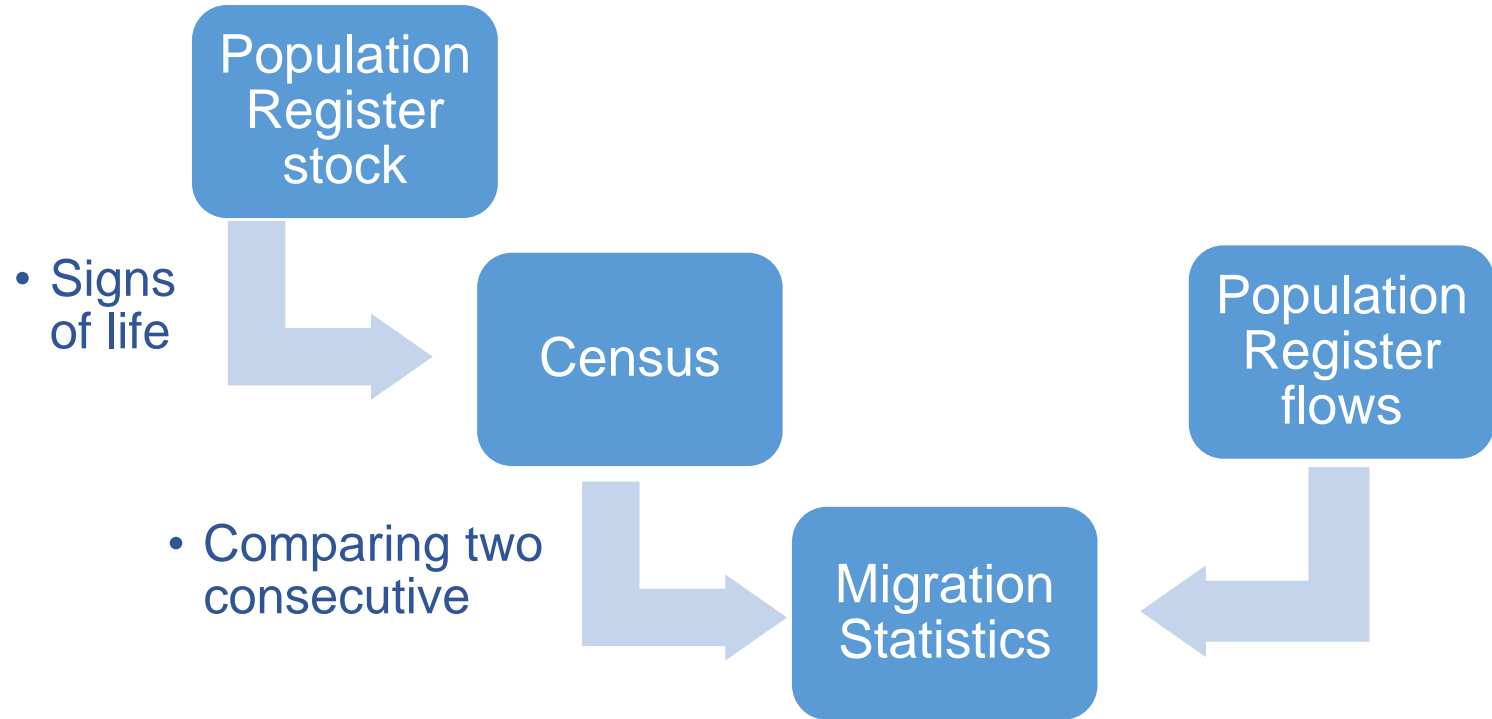 Population
Register
stock
• Signs
of life
Census
Population
Register
flows
• Comparing two
consecutive
Migration
Statistics